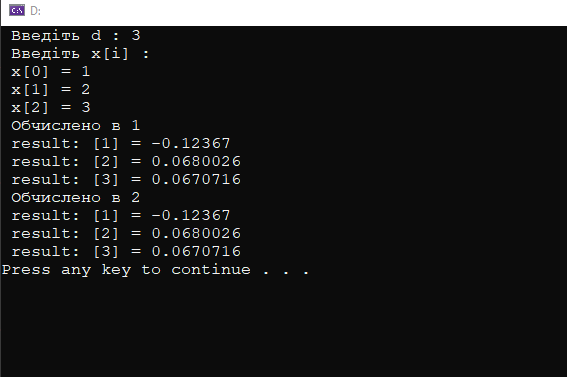 D:
Введіть d : 3
Введіть x[i] :
x[0] = 1
x[1] = 2
x[2] = 3
Обчислено в 1
result: [1] = -0.12367
result: [2] = 0.0680026
result: [3] = 0.0670716
Обчислено в 2
result: [1] = -0.12367
result: [2] = 0.0680026
result: [3] = 0.0670716
Press any key to continue . . .